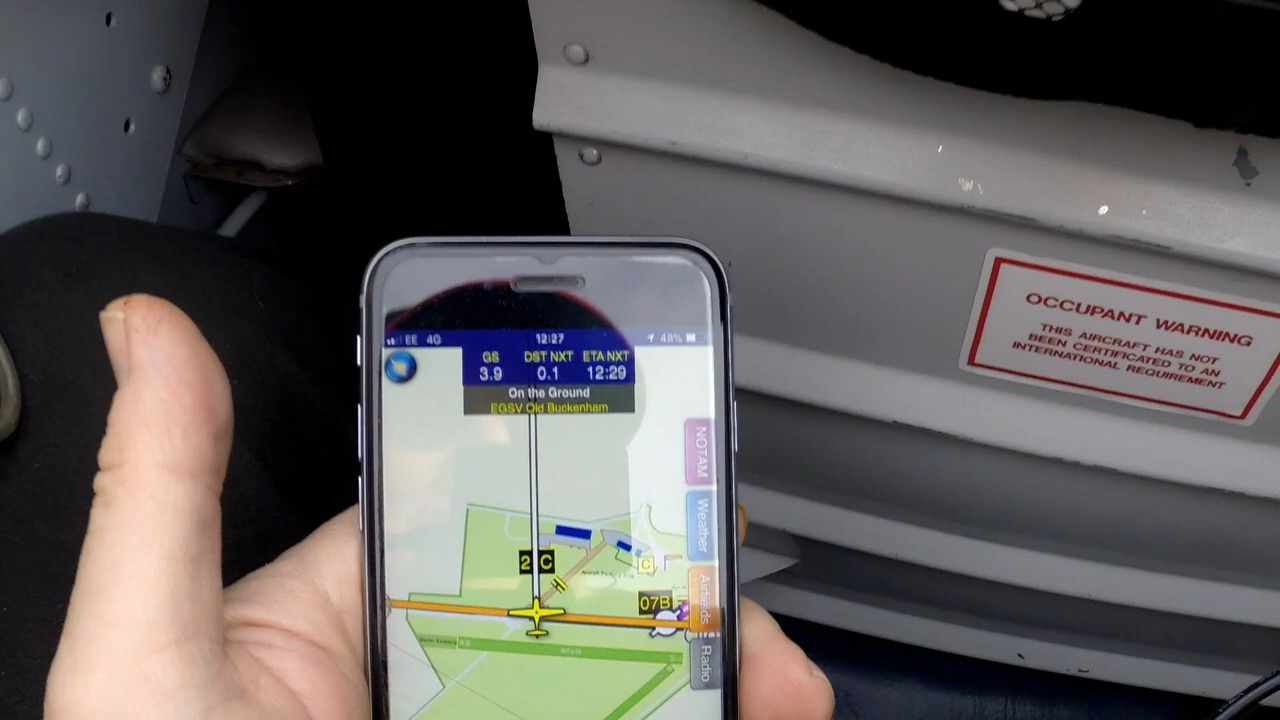 EE 4G 12:27 48%
GS DST NXT ETA NXT
3.9 0.1 12:29
On the Ground
EGSV Old Buckenham
NOTAM
Weather
Airfields
Radio
C
C
07B
OCCUPANT WARNING
THIS AIRCRAFT HAS NOT
BEEN CERTIFICATED TO AN
INTERNATIONAL REQUIREMENT